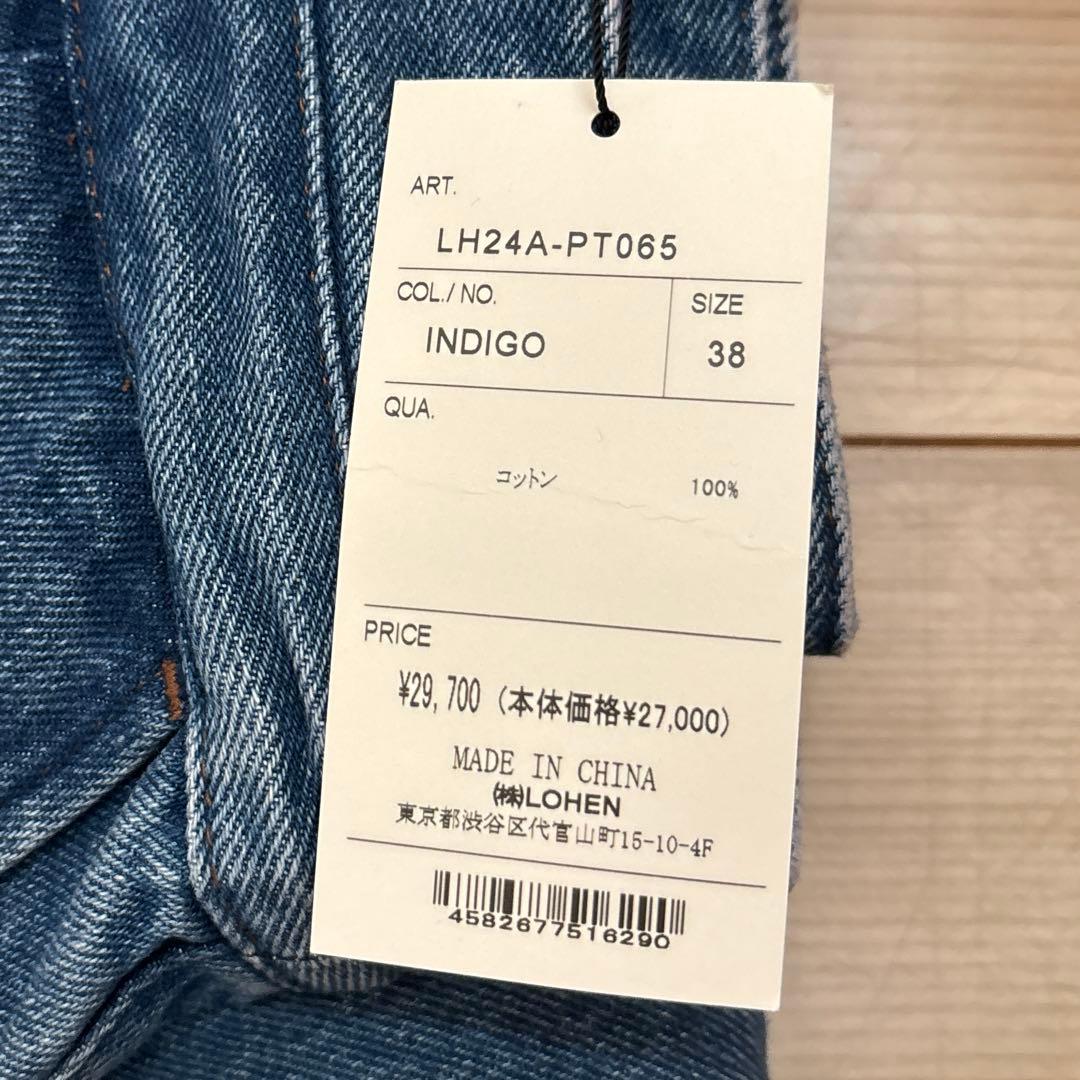 ART.
LH24A-PT065
COL./ NO.
INDIGO
SIZE
38
QUA.
コットン 100%
PRICE
¥29,700 (本体価格¥27,000)
MADE IN CHINA
㈱LOHEN
東京都渋谷区代官山町15-10-4F
4582677516290